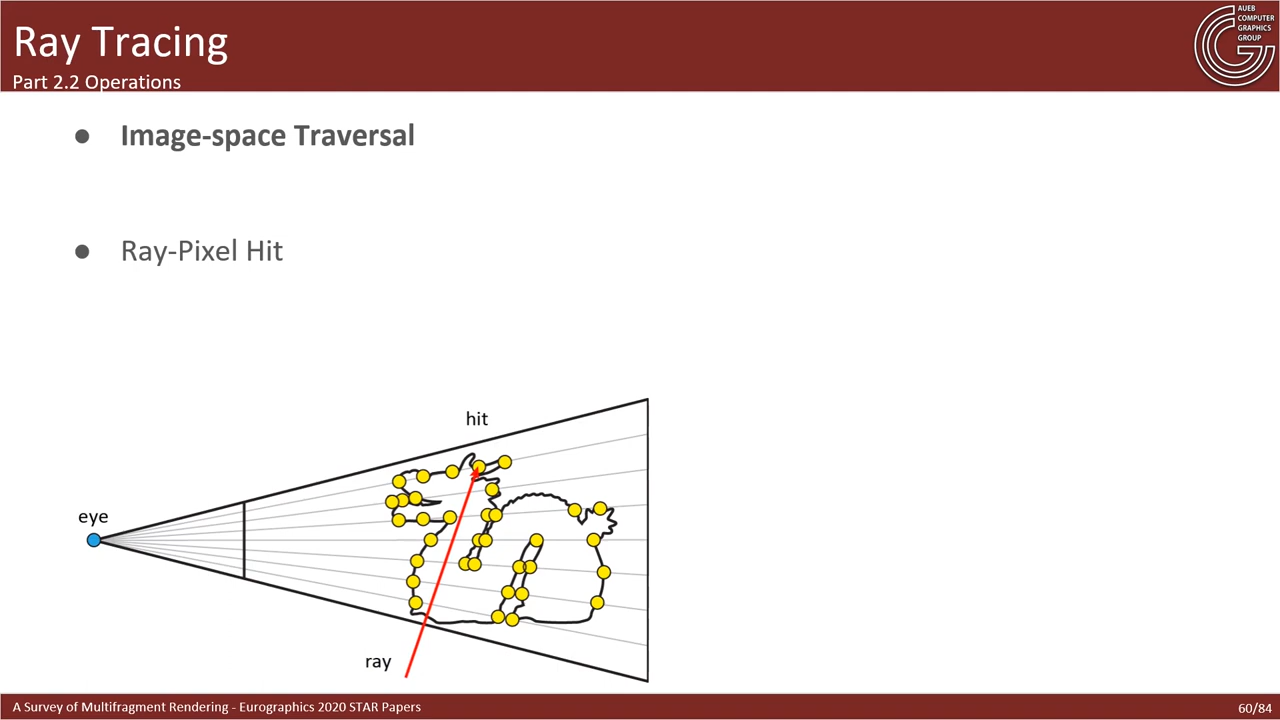 Ray Tracing
Part 2.2 Operations
AUEB
COMPUTER
GRAPHICS
GROUP
● Image-space Traversal
● Ray-Pixel Hit
hit
eye
ray
A Survey of Multifragment Rendering - Eurographics 2020 STAR Papers
60/84